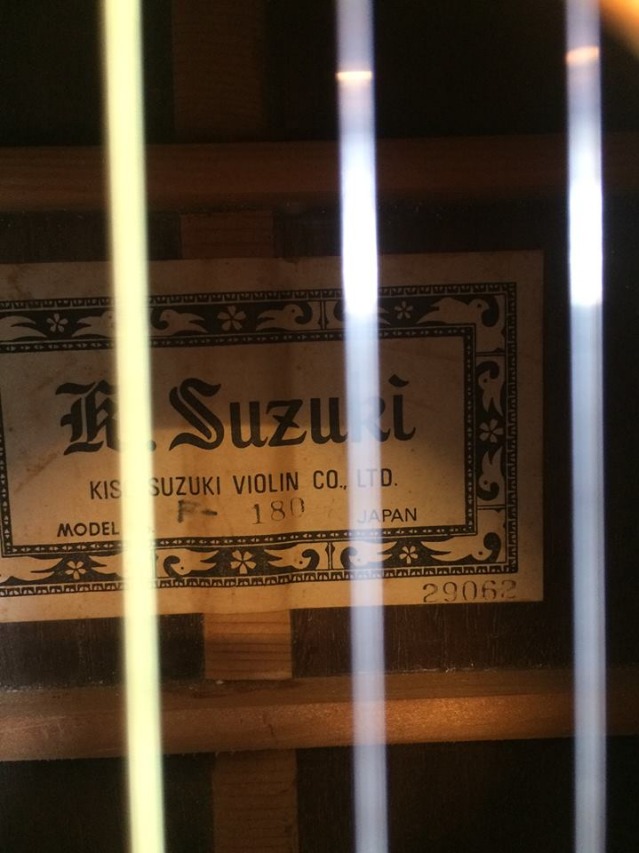 K. Suzuki
SUZUKI VIOLIN CO., LTD.
MODEL F- 180 JAPAN
29062